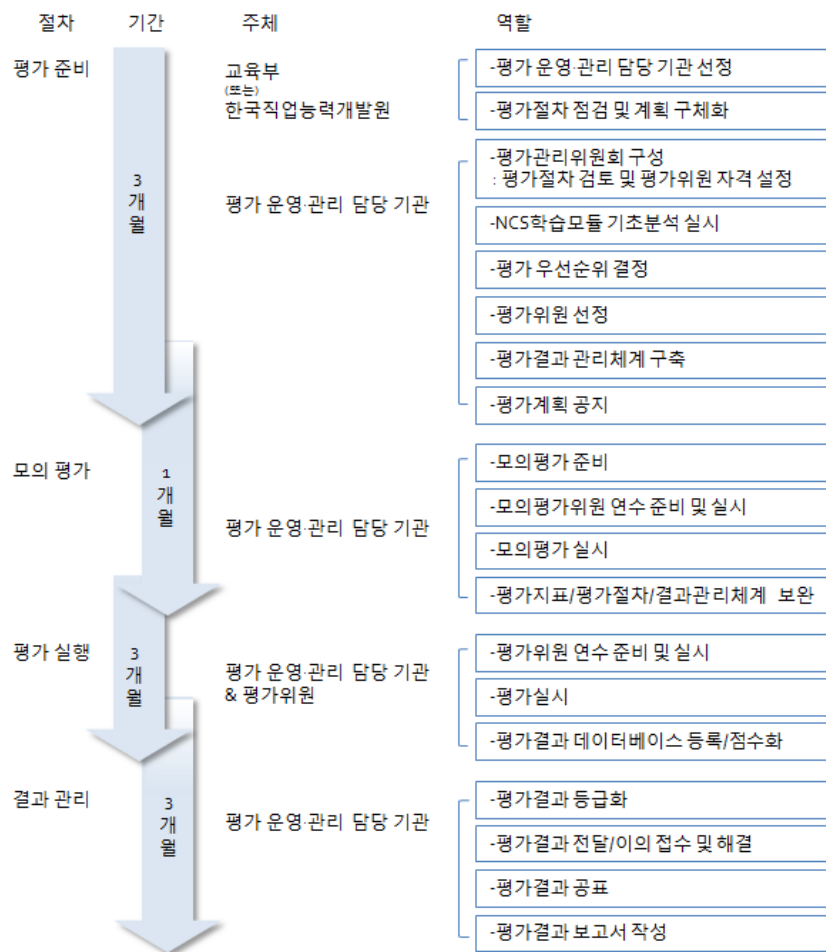 절차 기간 주체 역할
평가 준비
3
개
월
교육부
(또는)
한국직업능력개발원
-평가 운영·관리 담당 기관 선정
-평가절차 점검 및 계획 구체화
평가 운영·관리 담당 기관
-평가관리위원회 구성
: 평가절차 검토 및 평가위원 자격 설정
-NCS학습모듈 기초분석 실시
-평가 우선순위 결정
-평가위원 선정
-평가결과 관리체계 구축
-평가계획 공지
모의 평가
1
개
월
평가 운영·관리 담당 기관
-모의평가 준비
-모의평가위원 연수 준비 및 실시
-모의평가 실시
-평가지표/평가절차/결과관리체계 보완
평가 실행
3
개
월
평가 운영·관리 담당 기관
& 평가위원
-평가위원 연수 준비 및 실시
-평가실시
-평가결과 데이터베이스 등록/점수화
결과 관리
3
개
월
평가 운영·관리 담당 기관
-평가결과 등급화
-평가결과 전달/이의 접수 및 해결
-평가결과 공표
-평가결과 보고서 작성